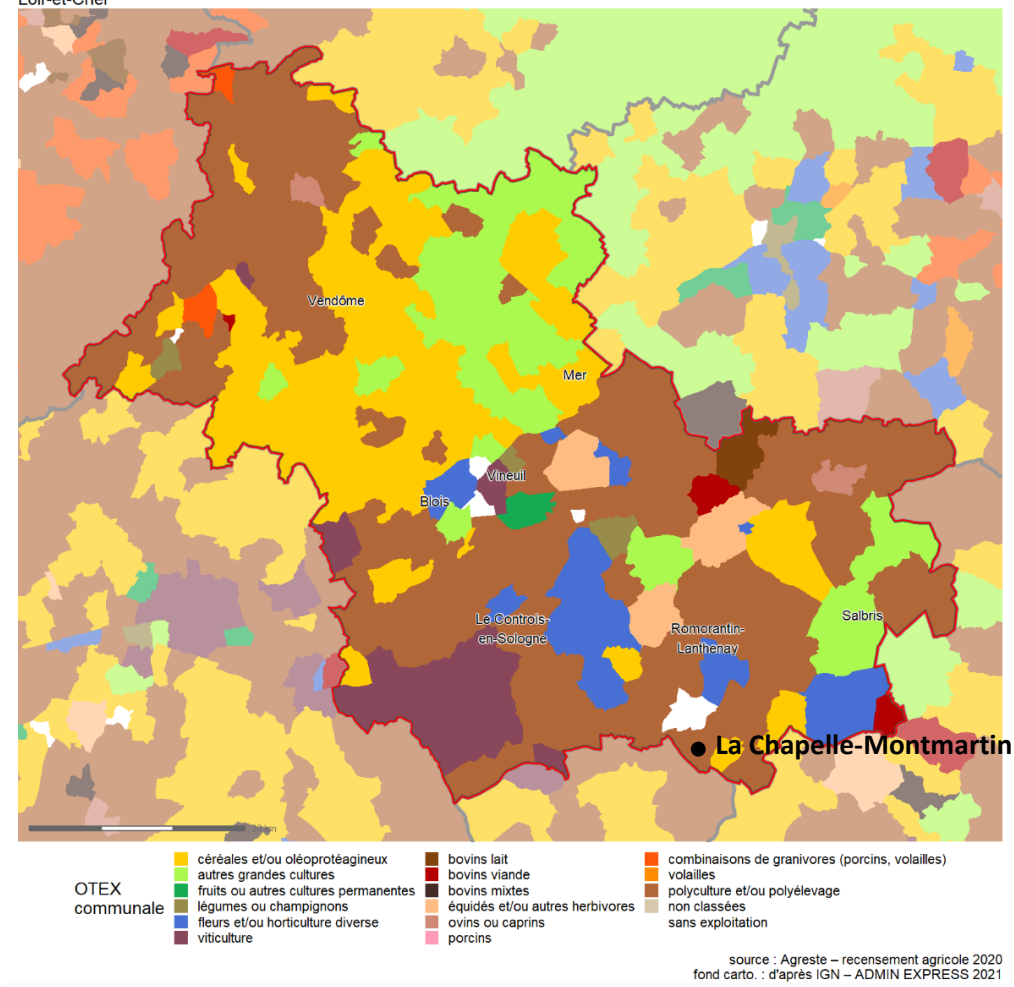 Loir-et-Cher
Vendôme
Mer
Vineuil
Blois
Le Controis-
en-Sologne
Romorantin-
Lanthenay
Salbris
La Chapelle-Montmartin
OTEX
communale
céréales et/ou oléoprotéagineux
autres grandes cultures
fruits ou autres cultures permanentes
légumes ou champignons
fleurs et/ou horticulture diverse
viticulture
bovins lait
bovins viande
bovins mixtes
équidés et/ou autres herbivores
ovins ou caprins
porcins
combinaisons de granivores (porcins, volailles)
volailles
polyculture et/ou polyélevage
non classées
sans exploitation
source : Agreste – recensement agricole 2020
fond carto. : d'après IGN – ADMIN EXPRESS 2021